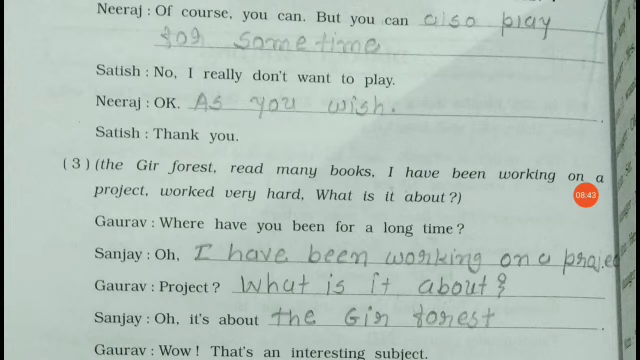 Neeraj : Of course, you can. But you can also play
for sometime
Satish : No, I really don't want to play.
Neeraj : OK. As you wish.
Satish : Thank you.
(3) (the Gir forest, read many books, I have been working on a
project, worked very hard, What is it about?)
08:43
Gaurav : Where have you been for a long time?
Sanjay : Oh, I have been working on a projec
Gaurav : Project? What is it about?
Sanjay : Oh, it's about the Gir forest
Gaurav : Wow! That's an interesting subject.